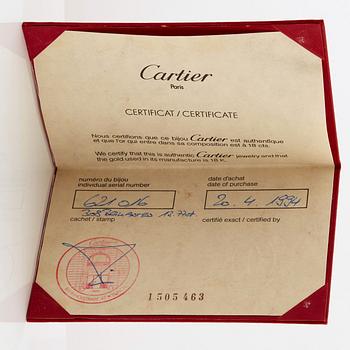 Cartier
Paris
CERTIFICAT / CERTIFICATE
Nous certifions que ce bijou Cartier est authentique
et que l'or qui entre dans sa composition est à 18 cts.
We certify that this is authentic Cartier jewelry and that
the gold used in its manufacture is 18 K.
numéro du bijou
individual serial number
date d'achat
date of purchase
621016
20.4.1994
cachet / stamp
certifié exact / certified by
1505463